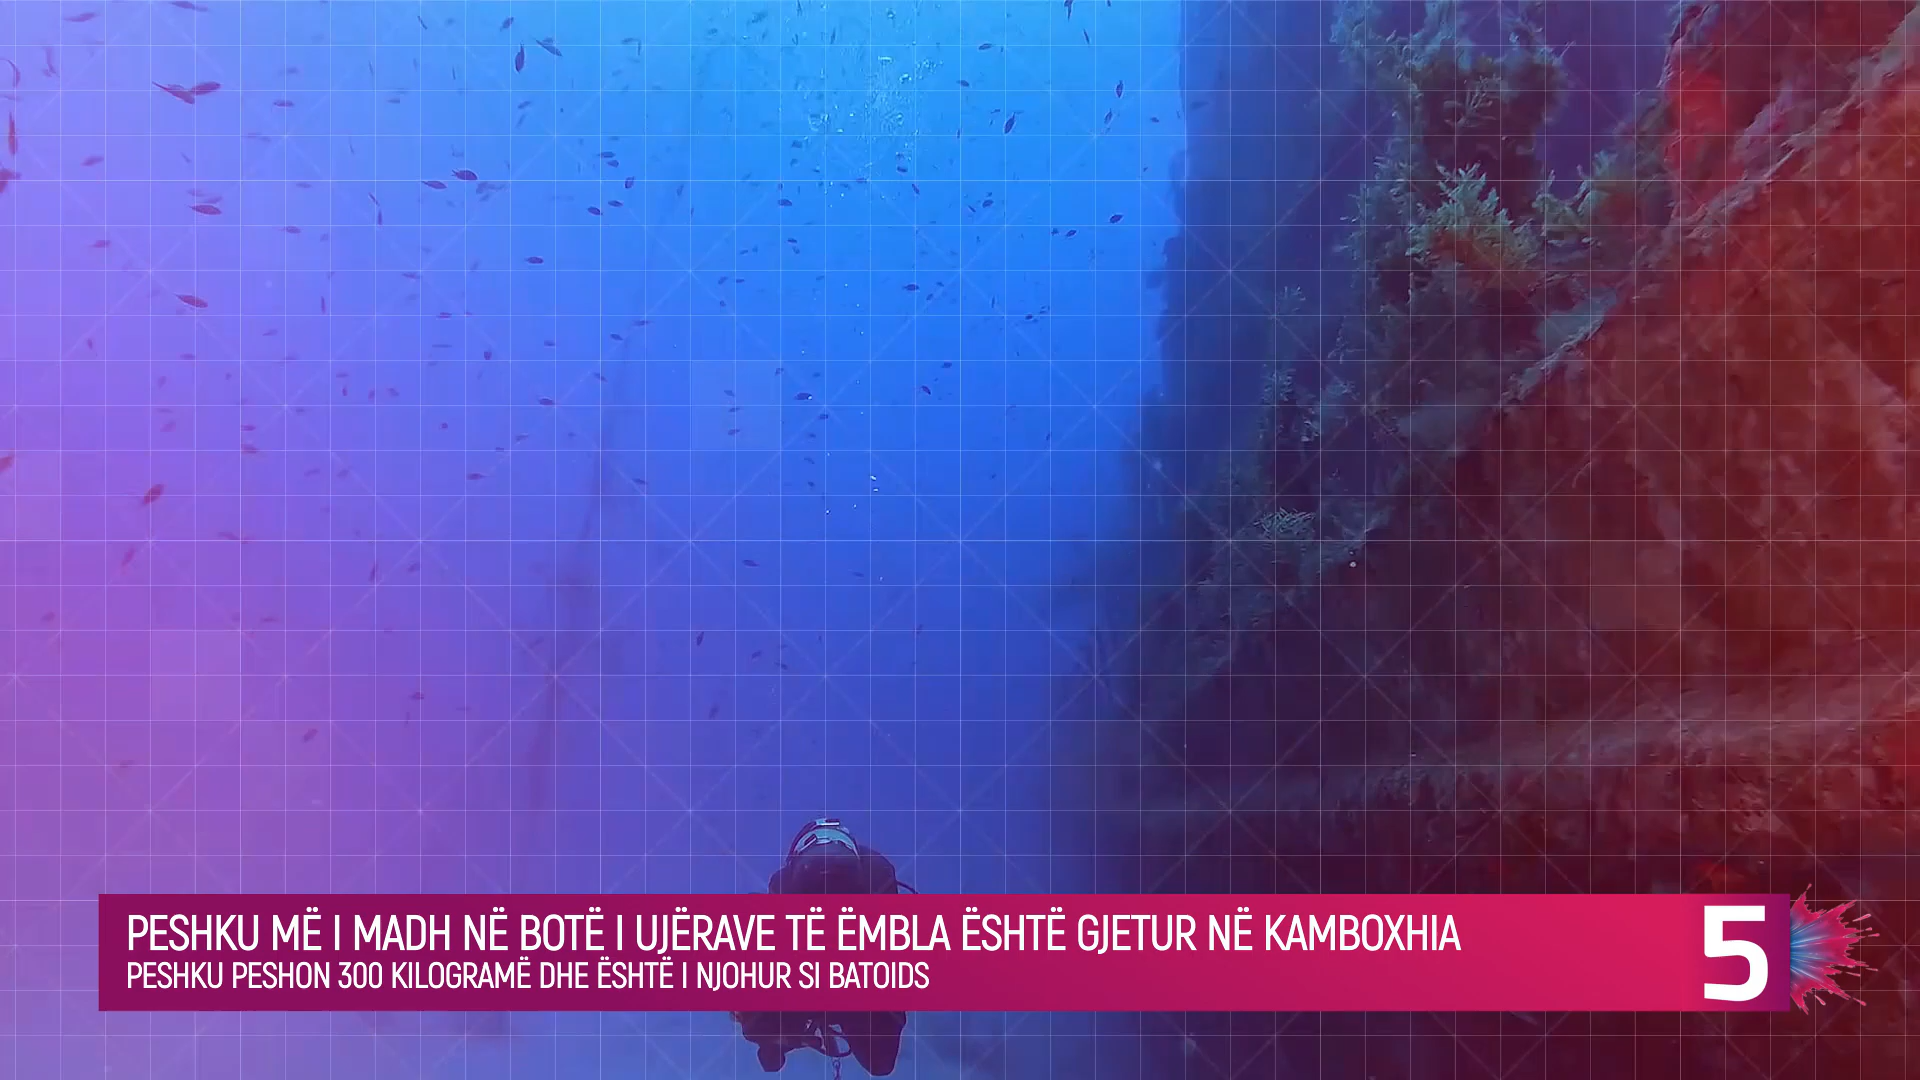 PESHKU MË I MADH NË BOTË I UJËRAVE TË ËMBLA ËSHTË GJETUR NË KAMBOXHIA
PESHKU PESHON 300 KILOGRAMË DHE ËSHTË I NJOHUR SI BATOIDS
5